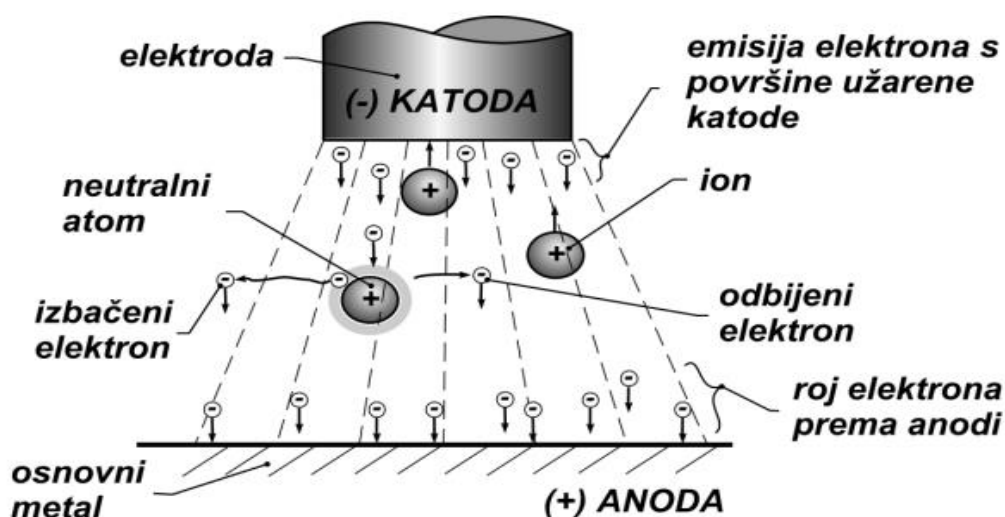 elektroda
(-) KATODA
emisija elektrona s
površine užarene
katode
neutralni
atom
ion
izbačeni
elektron
odbijeni
elektron
roj elektrona
prema anodi
osnovni
metal
(+) ANODA